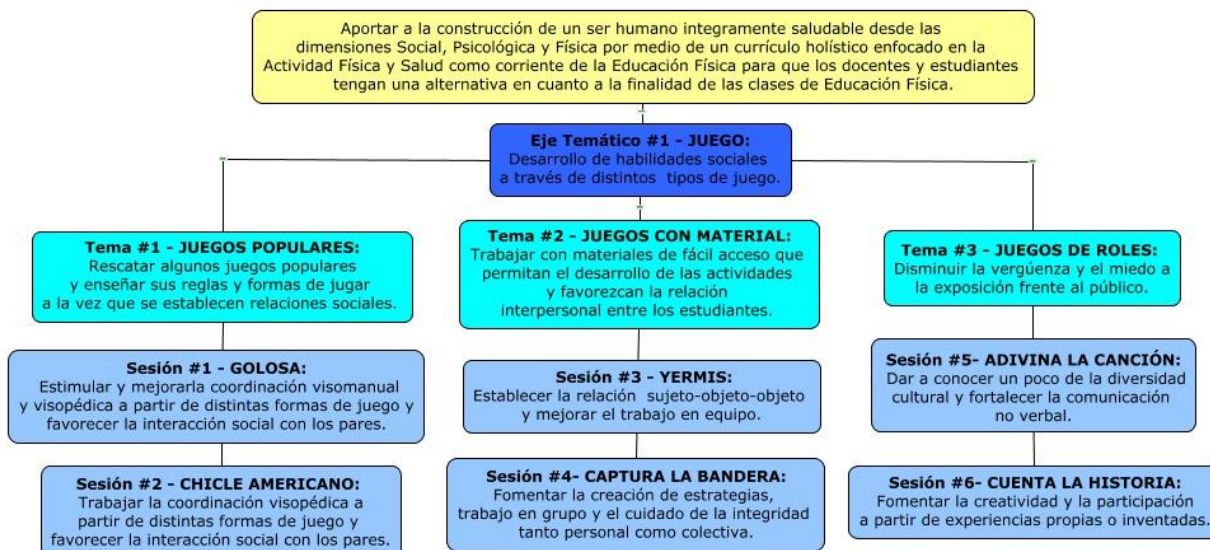 Aportar a la construcción de un ser humano integramente saludable desde las
dimensiones Social, Psicológica y Física por medio de un currículo holístico enfocado en la
Actividad Física y Salud como corriente de la Educación Física para que los docentes y estudiantes
tengan una alternativa en cuanto a la finalidad de las clases de Educación Física.
Eje Temático #1 - JUEGO:
Desarrollo de habilidades sociales
a través de distintos tipos de juego.
Tema #1 - JUEGOS POPULARES:
Rescatar algunos juegos populares
y enseñar sus reglas y formas de jugar
a la vez que se establecen relaciones sociales.
Sesión #1 - GOLOSA:
Estimular y mejorarla coordinación visomanual
y visopédica a partir de distintas formas de juego y
favorecer la interacción social con los pares.
Sesión #2 - CHICLE AMERICANO:
Trabajar la coordinación visopédica a
partir de distintas formas de juego y
favorecer la interacción social con los pares.
Tema #2 - JUEGOS CON MATERIAL:
Trabajar con materiales de fácil acceso que
permitan el desarrollo de las actividades
y favorezcan la relación
interpersonal entre los estudiantes.
Sesión #3 - YERMIS:
Establecer la relación sujeto-objeto-objeto
y mejorar el trabajo en equipo.
Sesión #4- CAPTURA LA BANDERA:
Fomentar la creación de estrategias,
trabajo en grupo y el cuidado de la integridad
tanto personal como colectiva.
Tema #3 - JUEGOS DE ROLES:
Disminuir la vergúenza y el miedo a
la exposición frente al público.
Sesión #5- ADIVINA LA CANCIÓN:
Dar a conocer un poco de la diversidad
cultural y fortalecer la comunicación
no verbal.
Sesión #6- CUENTA LA HISTORIA:
Fomentar la creatividad y la participación
a partir de experiencias propias o inventadas.